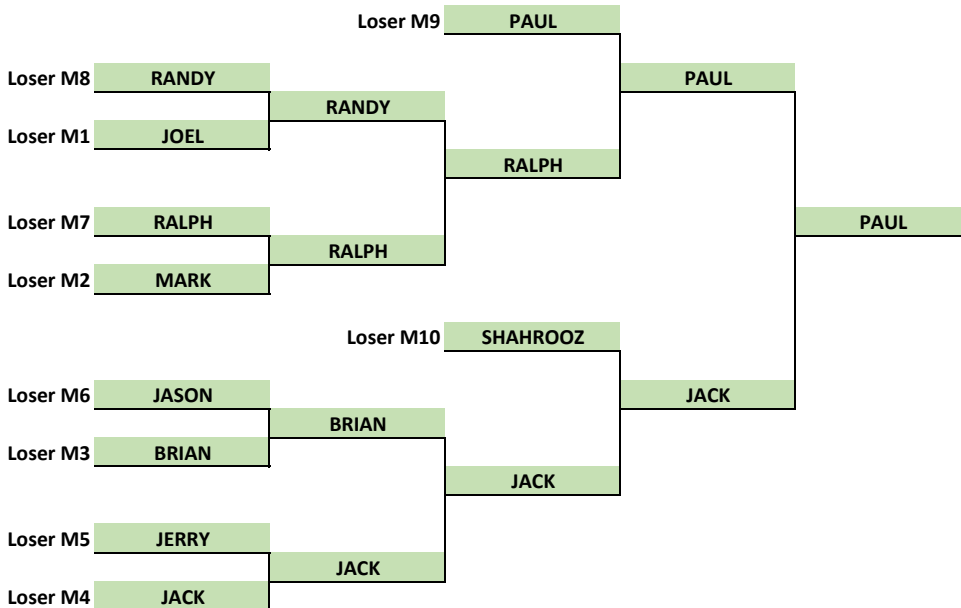 Loser M9 PAUL
Loser M8 RANDY PAUL
RANDY
Loser M1 JOEL
RALPH
Loser M7 RALPH PAUL
RALPH
Loser M2 MARK
Loser M10 SHAHROOZ
Loser M6 JASON JACK
BRIAN
Loser M3 BRIAN
JACK
Loser M5 JERRY
JACK
Loser M4 JACK